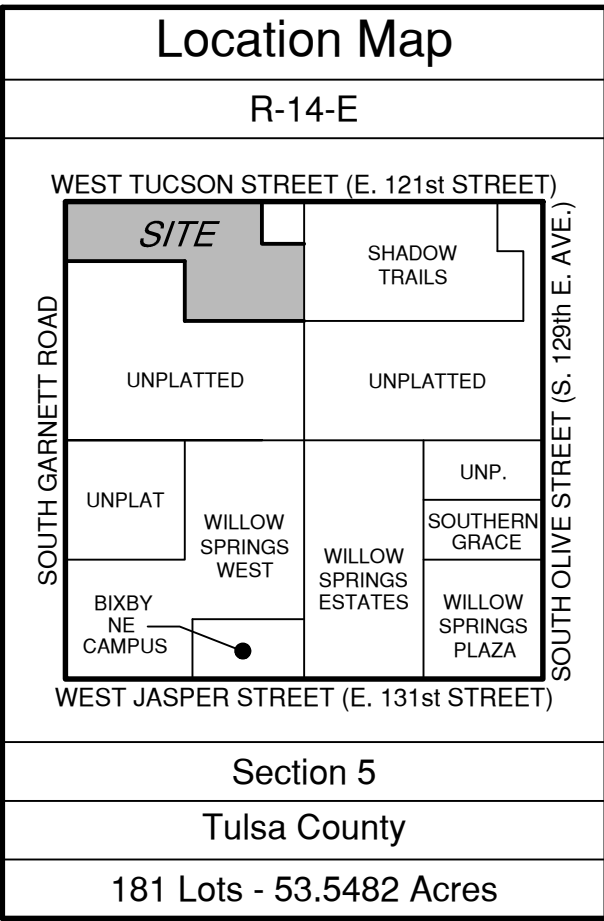 Location Map
R-14-E
WEST TUCSON STREET (E. 121st STREET)
SITE
SHADOW
TRAILS
SOUTH GARNETT ROAD
SOUTH OLIVE STREET (S. 129th E. AVE.)
UNPLATTED
UNPLATTED
UNPLAT
WILLOW
SPRINGS
WEST
WILLOW
SPRINGS
ESTATES
UNP.
SOUTHERN
GRACE
BIXBY
NE
CAMPUS
WILLOW
SPRINGS
PLAZA
WEST JASPER STREET (E. 131st STREET)
Section 5
Tulsa County
181 Lots - 53.5482 Acres